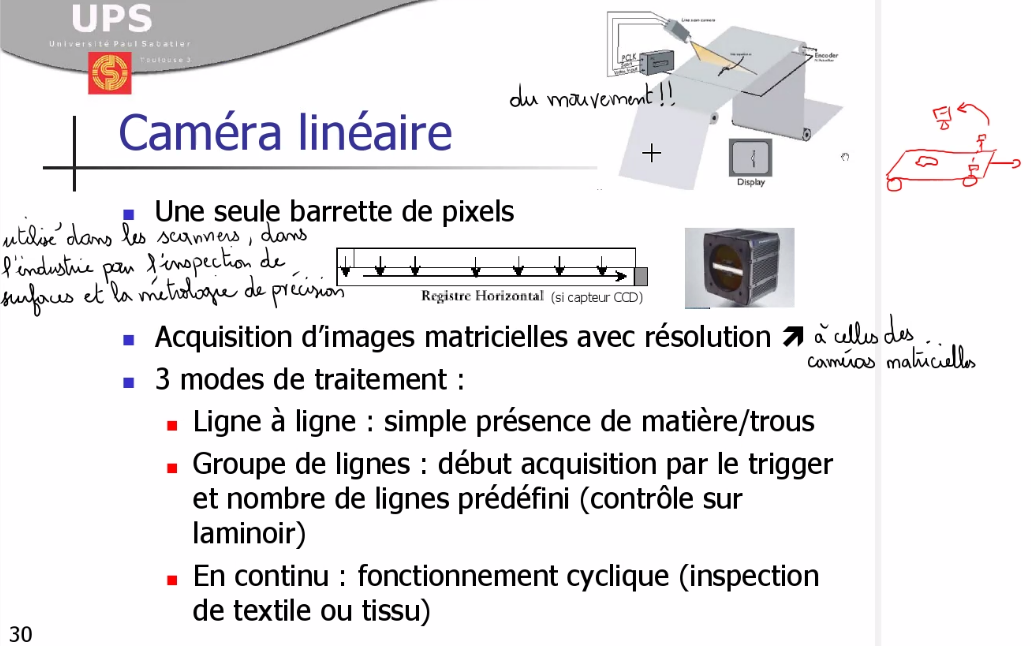 UPS
Université Paul Sabatier
Toulouse 3
Line scan camera
PCLK
Encoder
Display
du mouvement !!
Caméra linéaire
Une seule barrette de pixels
utilisé dans les scanners, dans
l'industrie pour l'inspection de
surfaces et la métrologie de précision
Registre Horizontal (si capteur CCD)
Acquisition d'images matricielles avec résolution ↗ à celles des
caméras matricielles
3 modes de traitement :
Ligne à ligne : simple présence de matière/trous
Groupe de lignes : début acquisition par le trigger
et nombre de lignes prédéfini (contrôle sur
laminoir)
En continu : fonctionnement cyclique (inspection
de textile ou tissu)
30